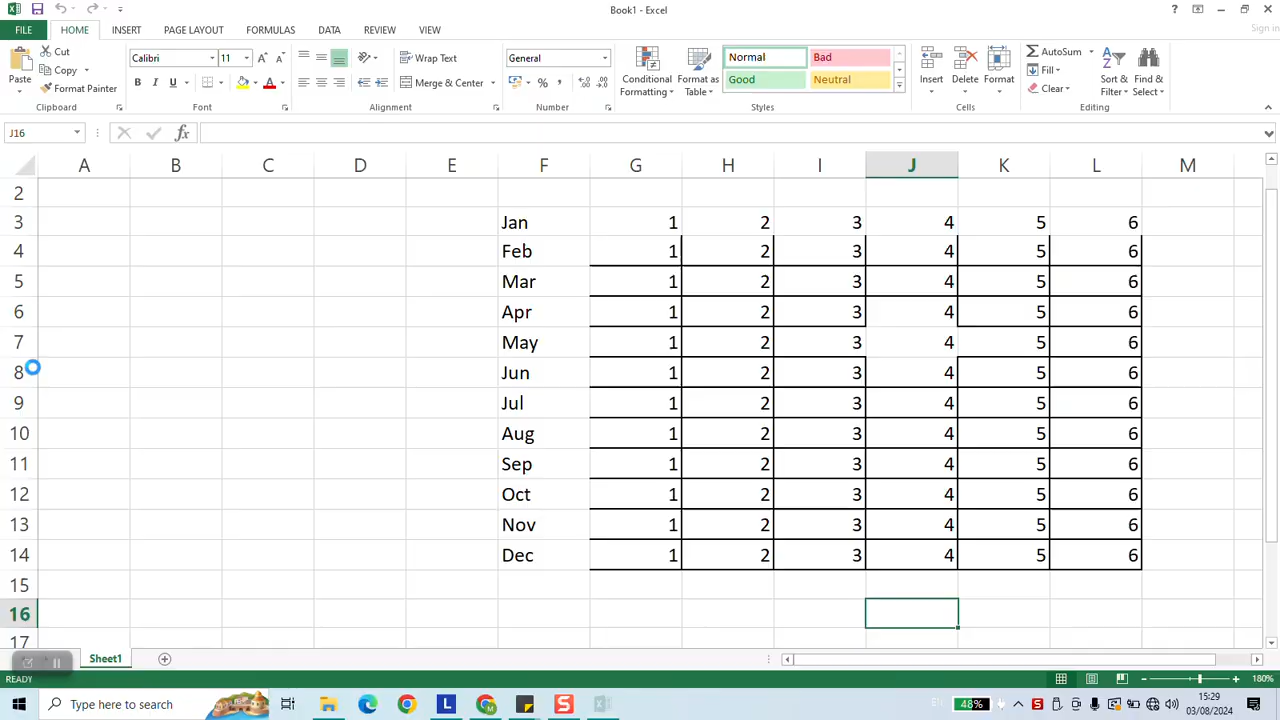 Book1 - Excel
Sign in
FILE HOME INSERT PAGE LAYOUT FORMULAS DATA REVIEW VIEW
Paste
Cut
Copy
Format Painter
Clipboard
Calibri 11
B I U
Font
Wrap Text
Merge & Center
Alignment
General
%
Number
Conditional Formatting
Format as Table
Normal Bad
Good Neutral
Styles
Insert Delete Format
Cells
AutoSum
Fill
Clear
Sort & Filter
Find & Select
Editing
J16 fx
A B C D E F G H I J K L M
2
3 Jan 1 2 3 4 5 6
4 Feb 1 2 3 4 5 6
5 Mar 1 2 3 4 5 6
6 Apr 1 2 3 4 5 6
7 May 1 2 3 4 5 6
8 Jun 1 2 3 4 5 6
9 Jul 1 2 3 4 5 6
10 Aug 1 2 3 4 5 6
11 Sep 1 2 3 4 5 6
12 Oct 1 2 3 4 5 6
13 Nov 1 2 3 4 5 6
14 Dec 1 2 3 4 5 6
15
16
17
Sheet1
READY 180%
Type here to search 48% 15:29
03/08/2024